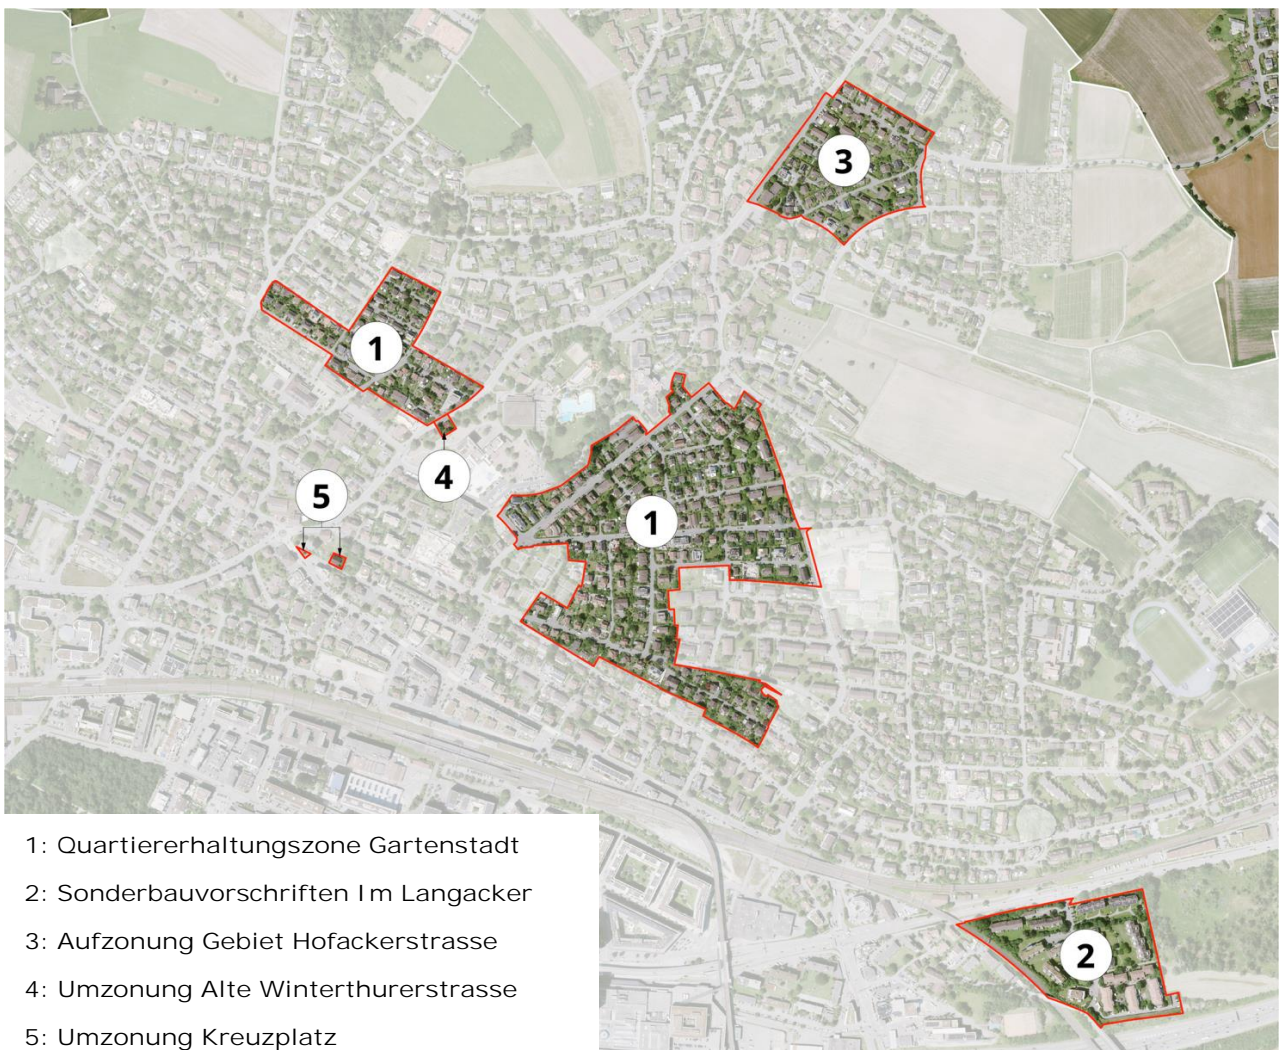 3
1
4
5
1
2
1: Quartiererhaltungszone Gartenstadt
2: Sonderbauvorschriften Im Langacker
3: Aufzonung Gebiet Hofackerstrasse
4: Umzonung Alte Winterthurerstrasse
5: Umzonung Kreuzplatz